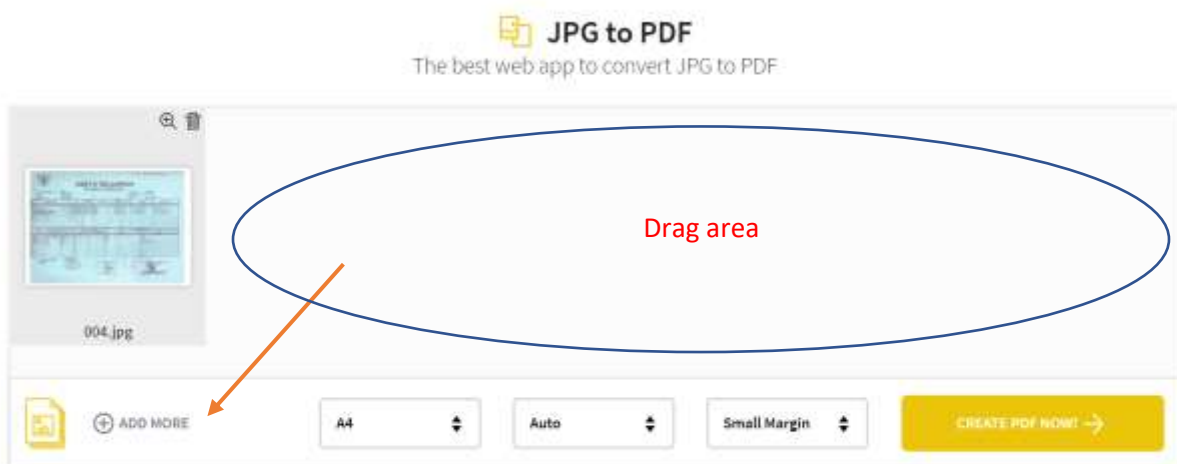 JPG to PDF
The best web app to convert JPG to PDF
Drag area
004.jpg
ADD MORE
A4
Auto
Small Margin
CREATE PDF NOW!